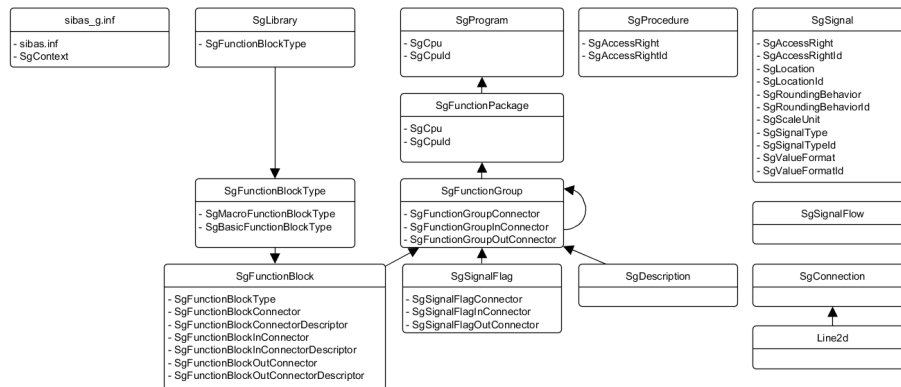 sibas_g.inf
- sibas.inf
- SgContext
SgLibrary
- SgFunctionBlockType
SgProgram
- SgCpu
- SgCpuId
SgProcedure
- SgAccessRight
- SgAccessRightId
SgSignal
- SgAccessRight
- SgAccessRightId
- SgLocation
- SgLocationId
- SgRoundingBehavior
- SgRoundingBehaviorId
- SgScaleUnit
- SgSignalType
- SgSignalTypeId
- SgValueFormat
- SgValueFormatId
SgFunctionPackage
- SgCpu
- SgCpuId
SgFunctionBlockType
- SgMacroFunctionBlockType
- SgBasicFunctionBlockType
SgFunctionGroup
- SgFunctionGroupConnector
- SgFunctionGroupInConnector
- SgFunctionGroupOutConnector
SgSignalFlow
SgFunctionBlock
- SgFunctionBlockType
- SgFunctionBlockConnector
- SgFunctionBlockConnectorDescriptor
- SgFunctionBlockInConnector
- SgFunctionBlockInConnectorDescriptor
- SgFunctionBlockOutConnector
- SgFunctionBlockOutConnectorDescriptor
SgSignalFlag
- SgSignalFlagConnector
- SgSignalFlagInConnector
- SgSignalFlagOutConnector
SgDescription
SgConnection
Line2d